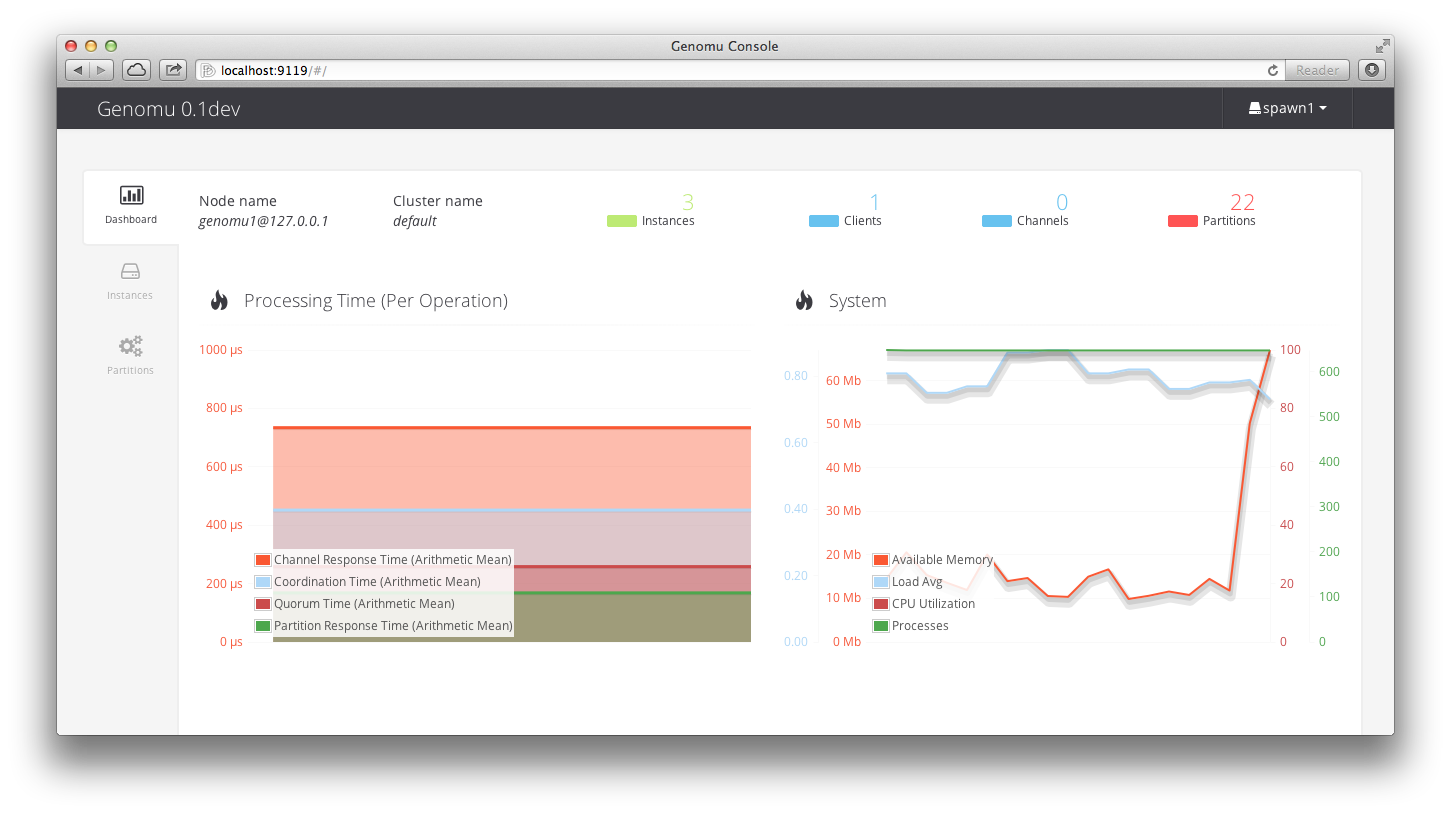 Genomu Console
localhost:9119/#/
Reader
Genomu 0.1dev
spawn1
Dashboard
Instances
Partitions
Node name
genomu1@127.0.0.1
Cluster name
default
3
Instances
1
Clients
0
Channels
22
Partitions
Processing Time (Per Operation)
1000 µs
800 µs
600 µs
400 µs
200 µs
0 µs
Channel Response Time (Arithmetic Mean)
Coordination Time (Arithmetic Mean)
Quorum Time (Arithmetic Mean)
Partition Response Time (Arithmetic Mean)
System
0.80
0.60
0.40
0.20
0.00
60 Mb
50 Mb
40 Mb
30 Mb
20 Mb
10 Mb
0 Mb
Available Memory
Load Avg
CPU Utilization
Processes
100
80
60
40
20
0
600
500
400
300
200
100
0